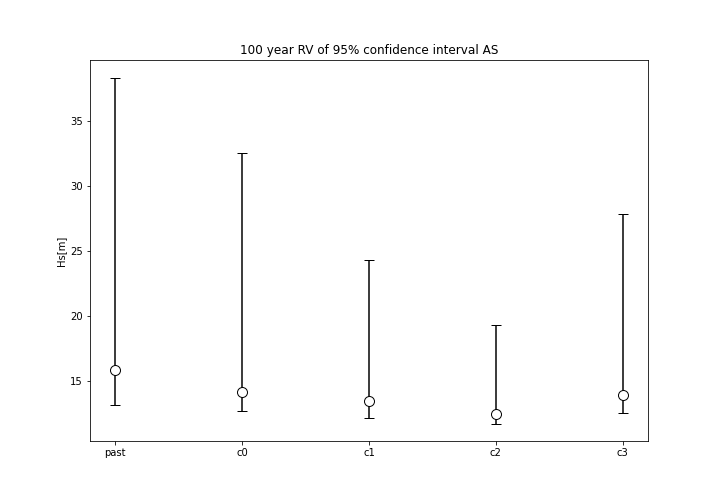 100 year RV of 95% confidence interval AS
Hs[m]
35
30
25
20
15
past c0 c1 c2 c3